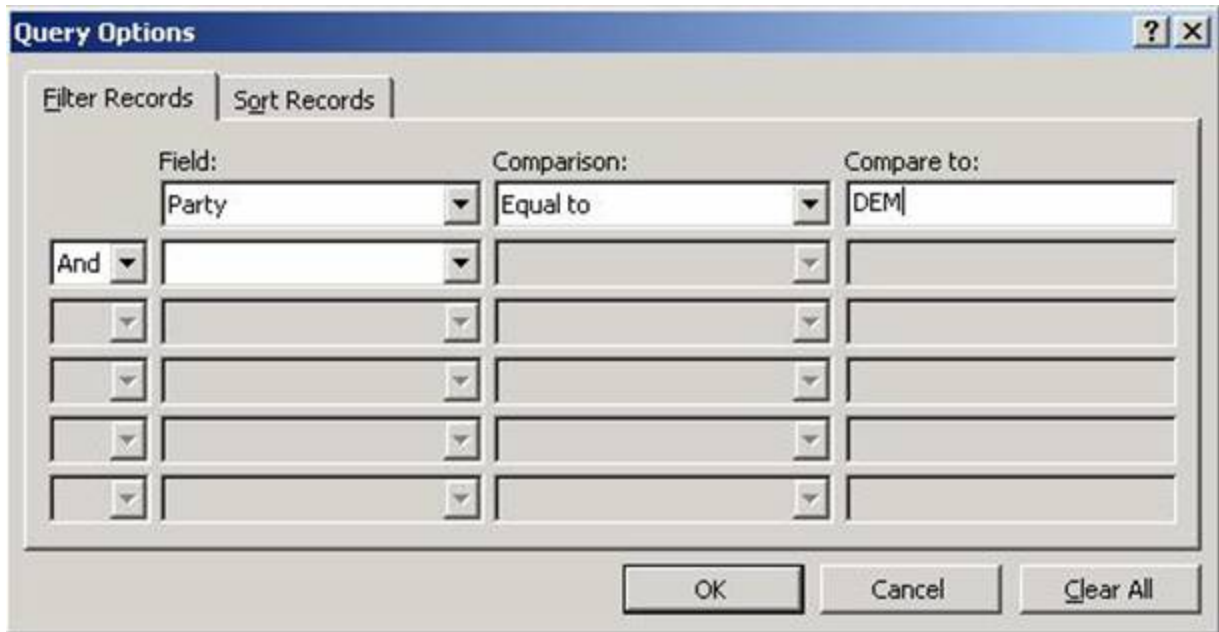 Query Options
Filter Records Sort Records
Field: Comparison: Compare to:
Party Equal to DEM
And
OK Cancel Clear All